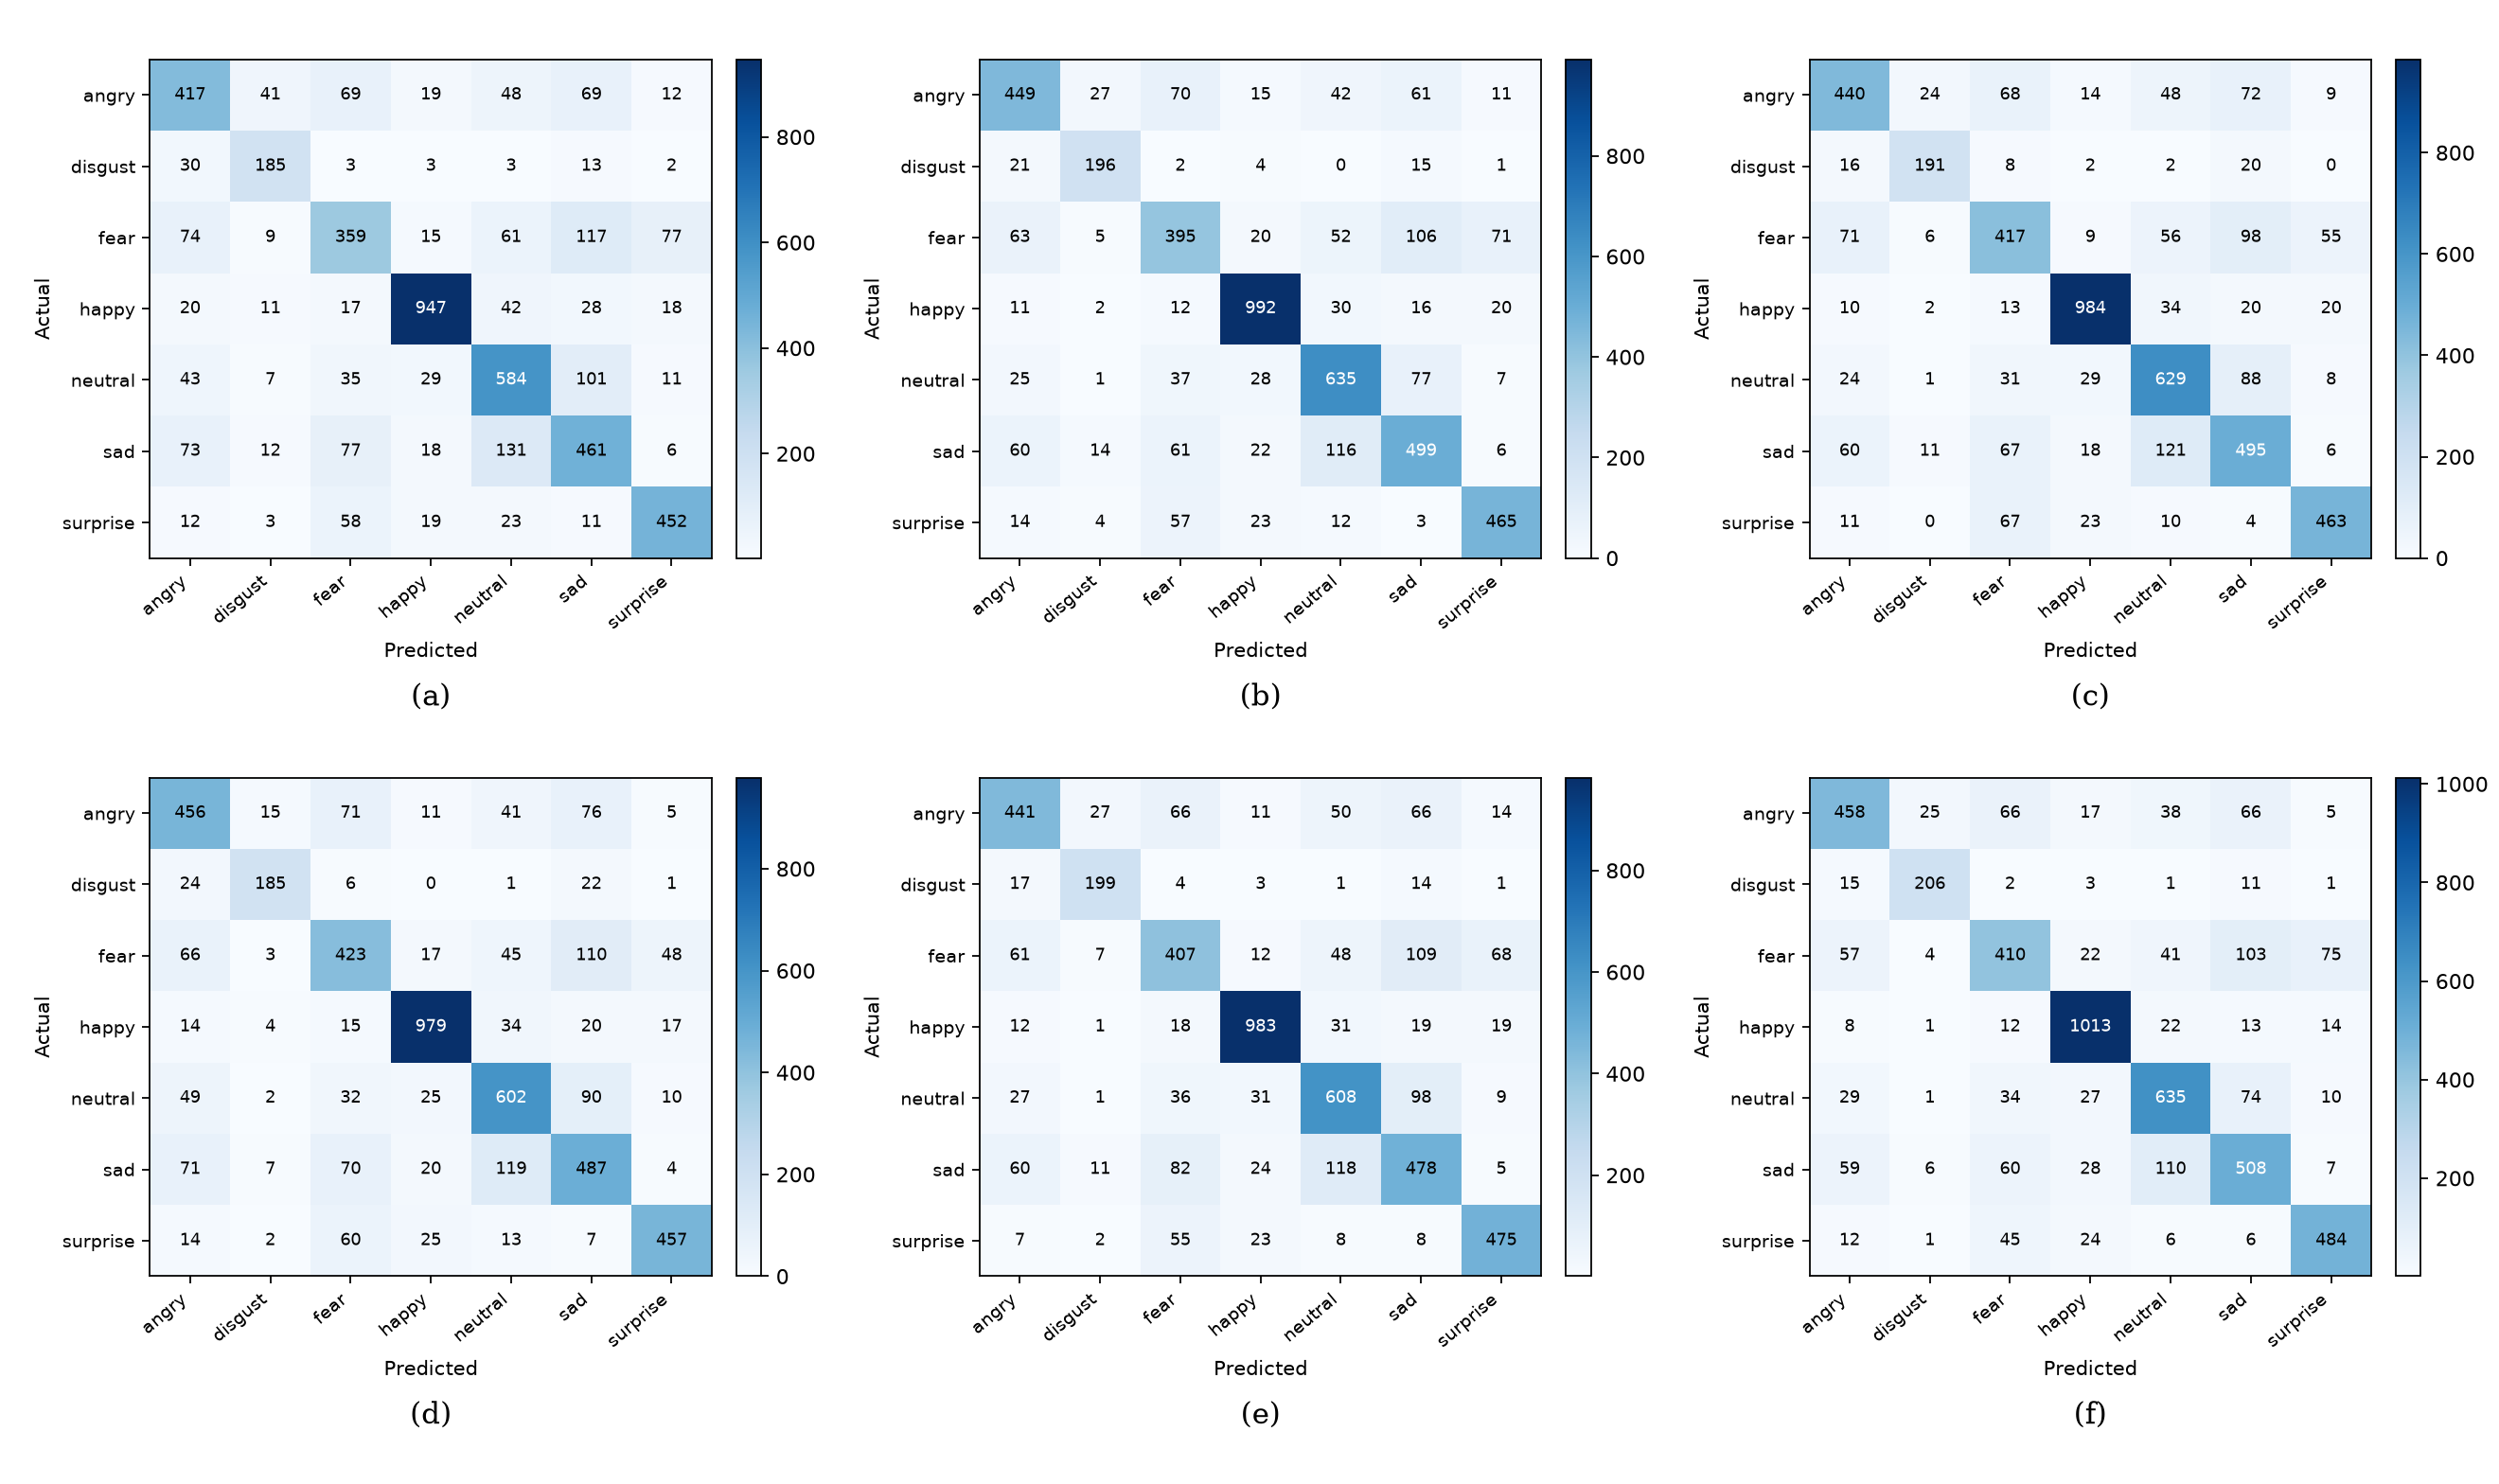 angry 417 41 69 19 48 69 12
disgust 30 185 3 3 3 13 2
fear 74 9 359 15 61 117 77
happy 20 11 17 947 42 28 18
neutral 43 7 35 29 584 101 11
sad 73 12 77 18 131 461 6
surprise 12 3 58 19 23 11 452
Actual
800
600
400
200
angry disgust fear happy neutral sad surprise
Predicted
(a)
angry 449 27 70 15 42 61 11
disgust 21 196 2 4 0 15 1
fear 63 5 395 20 52 106 71
happy 11 2 12 992 30 16 20
neutral 25 1 37 28 635 77 7
sad 60 14 61 22 116 499 6
surprise 14 4 57 23 12 3 465
Actual
800
600
400
200
0
angry disgust fear happy neutral sad surprise
Predicted
(b)
angry 440 24 68 14 48 72 9
disgust 16 191 8 2 2 20 0
fear 71 6 417 9 56 98 55
happy 10 2 13 984 34 20 20
neutral 24 1 31 29 629 88 8
sad 60 11 67 18 121 495 6
surprise 11 0 67 23 10 4 463
Actual
800
600
400
200
0
angry disgust fear happy neutral sad surprise
Predicted
(c)
angry 456 15 71 11 41 76 5
disgust 24 185 6 0 1 22 1
fear 66 3 423 17 45 110 48
happy 14 4 15 979 34 20 17
neutral 49 2 32 25 602 90 10
sad 71 7 70 20 119 487 4
surprise 14 2 60 25 13 7 457
Actual
800
600
400
200
0
angry disgust fear happy neutral sad surprise
Predicted
(d)
angry 441 27 66 11 50 66 14
disgust 17 199 4 3 1 14 1
fear 61 7 407 12 48 109 68
happy 12 1 18 983 31 19 19
neutral 27 1 36 31 608 98 9
sad 60 11 82 24 118 478 5
surprise 7 2 55 23 8 8 475
Actual
800
600
400
200
angry disgust fear happy neutral sad surprise
Predicted
(e)
angry 458 25 66 17 38 66 5
disgust 15 206 2 3 1 11 1
fear 57 4 410 22 41 103 75
happy 8 1 12 1013 22 13 14
neutral 29 1 34 27 635 74 10
sad 59 6 60 28 110 508 7
surprise 12 1 45 24 6 6 484
Actual
1000
800
600
400
200
angry disgust fear happy neutral sad surprise
Predicted
(f)